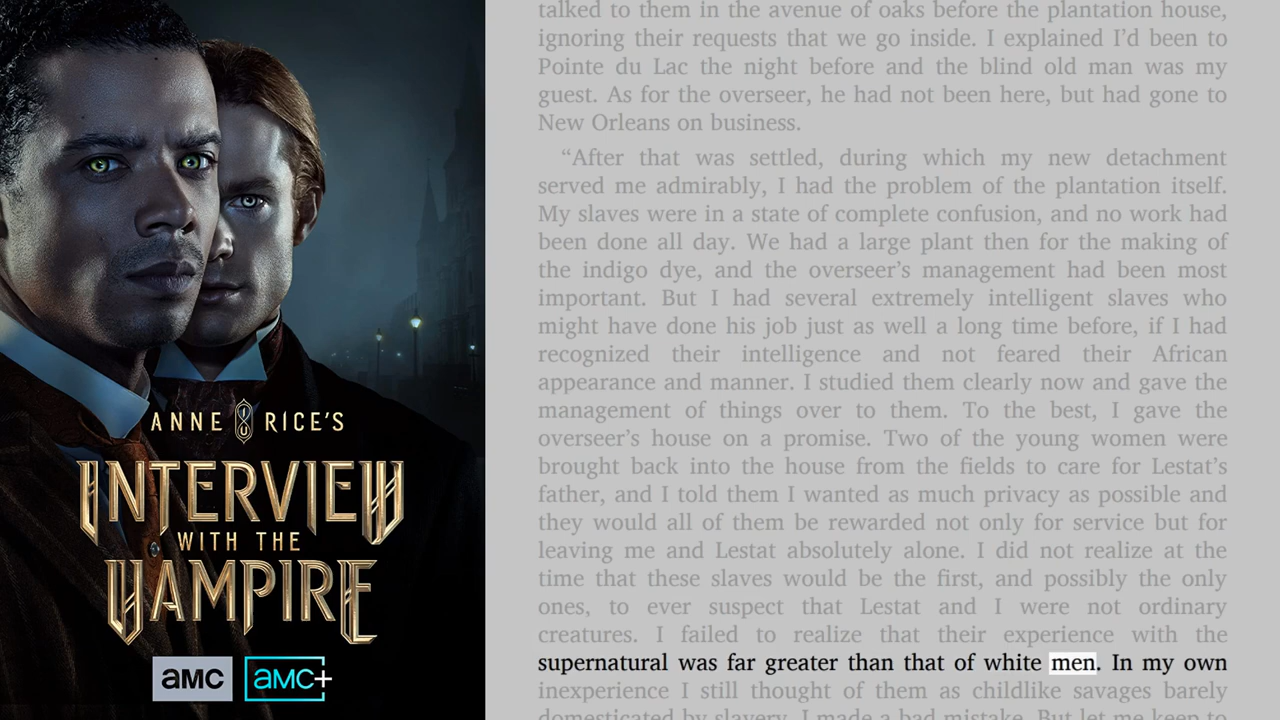 ANNE RICE'S
INTERVIEW
WITH THE
VAMPIRE
aMC
aMC+
talked to them in the avenue of oaks before the plantation house,
ignoring their requests that we go inside. I explained I’d been to
Pointe du Lac the night before and the blind old man was my
guest. As for the overseer, he had not been here, but had gone to
New Orleans on business.
“After that was settled, during which my new detachment
served me admirably, I had the problem of the plantation itself.
My slaves were in a state of complete confusion, and no work had
been done all day. We had a large plant then for the making of
the indigo dye, and the overseer’s management had been most
important. But I had several extremely intelligent slaves who
might have done his job just as well a long time before, if I had
recognized their intelligence and not feared their African
appearance and manner. I studied them clearly now and gave the
management of things over to them. To the best, I gave the
overseer’s house on a promise. Two of the young women were
brought back into the house from the fields to care for Lestat’s
father, and I told them I wanted as much privacy as possible and
they would all of them be rewarded not only for service but for
leaving me and Lestat absolutely alone. I did not realize at the
time that these slaves would be the first, and possibly the only
ones, to ever suspect that Lestat and I were not ordinary
creatures. I failed to realize that their experience with the
supernatural was far greater than that of white men. In my own
inexperience I still thought of them as childlike savages barely
domesticated by slavery. I made a bad mistake. But let me keep to